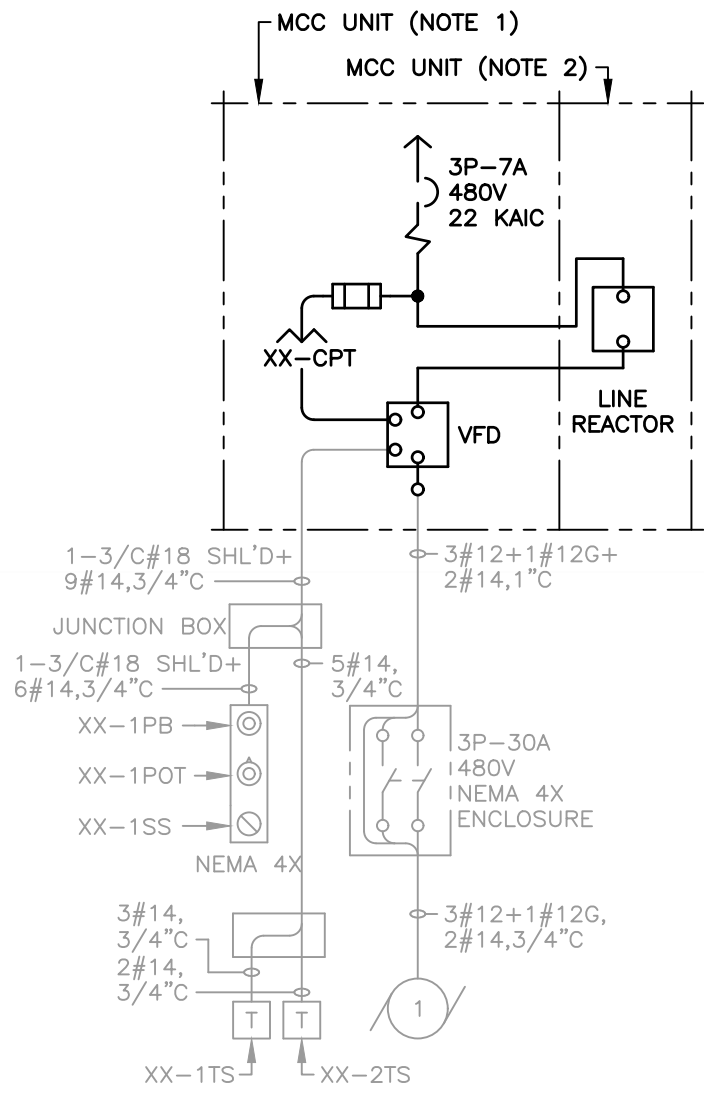 MCC UNIT (NOTE 1)
MCC UNIT (NOTE 2)
3P-7A
480V
22 KAIC
XX-CPT
LINE
REACTOR
VFD
1-3/C#18 SHL'D+
9#14,3/4"C
3#12+1#12G+
2#14,1"C
JUNCTION BOX
1-3/C#18 SHL'D+
6#14,3/4"C
5#14,
3/4"C
XX-1PB
XX-1POT
XX-1SS
NEMA 4X
3P-30A
480V
NEMA 4X
ENCLOSURE
3#14,
3/4"C
2#14,
3/4"C
3#12+1#12G,
2#14,3/4"C
T
T
1
XX-1TS
XX-2TS